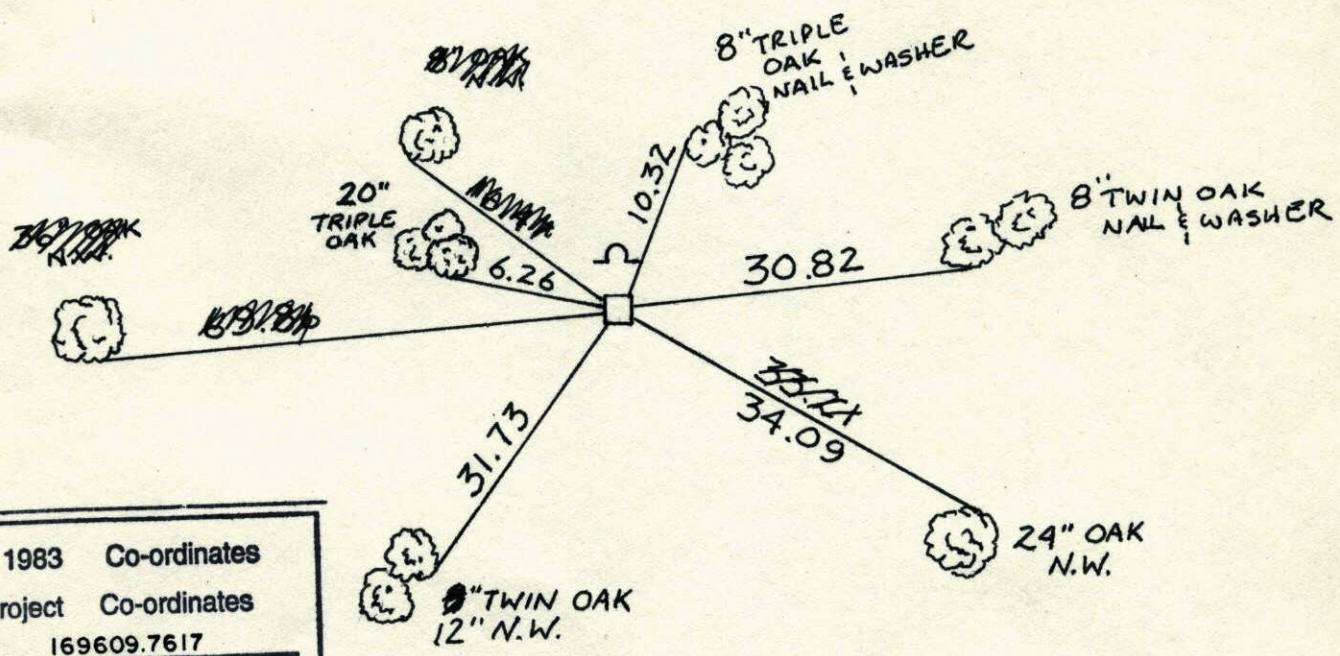 8" TRIPLE
OAK
NAIL & WASHER
20"
TRIPLE
OAK
10.32
8" TWIN OAK
NAIL & WASHER
6.26
30.82
34.09
31.73
24" OAK
N.W.
" TWIN OAK
12" N.W.
1983 Co-ordinates
roject Co-ordinates
169609.7617